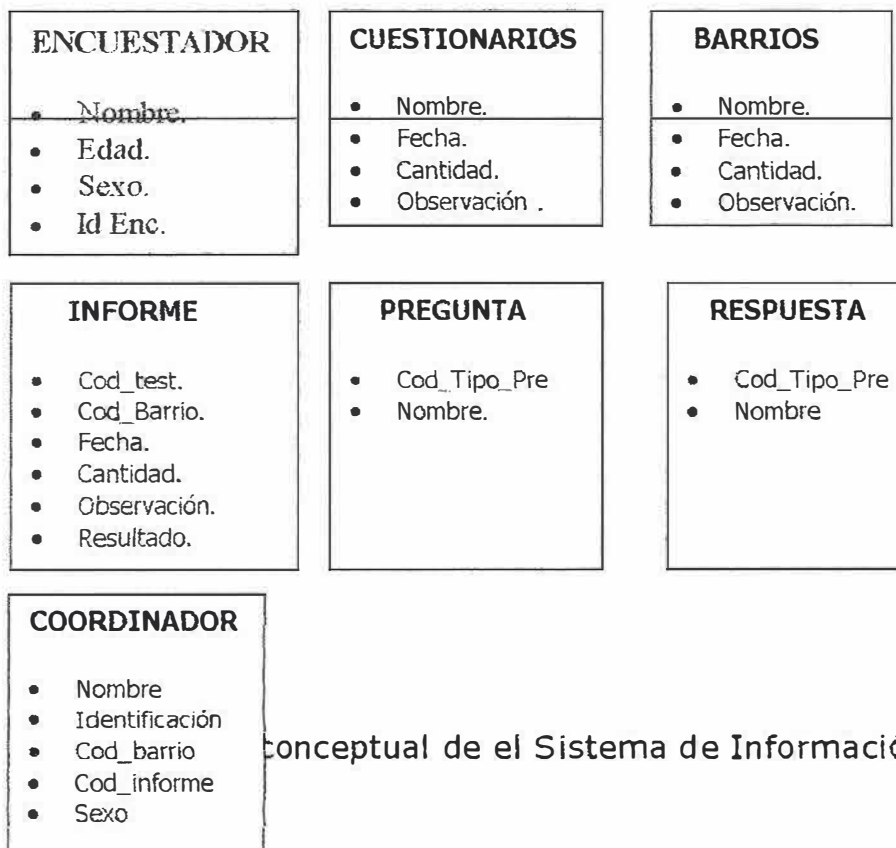 ENCUESTADOR
• Nombre.
• Edad.
• Sexo.
• Id Enc.
CUESTIONARIOS
• Nombre.
• Fecha.
• Cantidad.
• Observación .
BARRIOS
• Nombre.
• Fecha.
• Cantidad.
• Observación.
INFORME
• Cod_test.
• Cod_Barrio.
• Fecha.
• Cantidad.
• Observación.
• Resultado.
PREGUNTA
• Cod_Tipo_Pre
• Nombre.
RESPUESTA
• Cod_Tipo_Pre
• Nombre
COORDINADOR
• Nombre
• Identificación
• Cod_barrio
• Cod_informe
• Sexo
conceptual de el Sistema de Informació